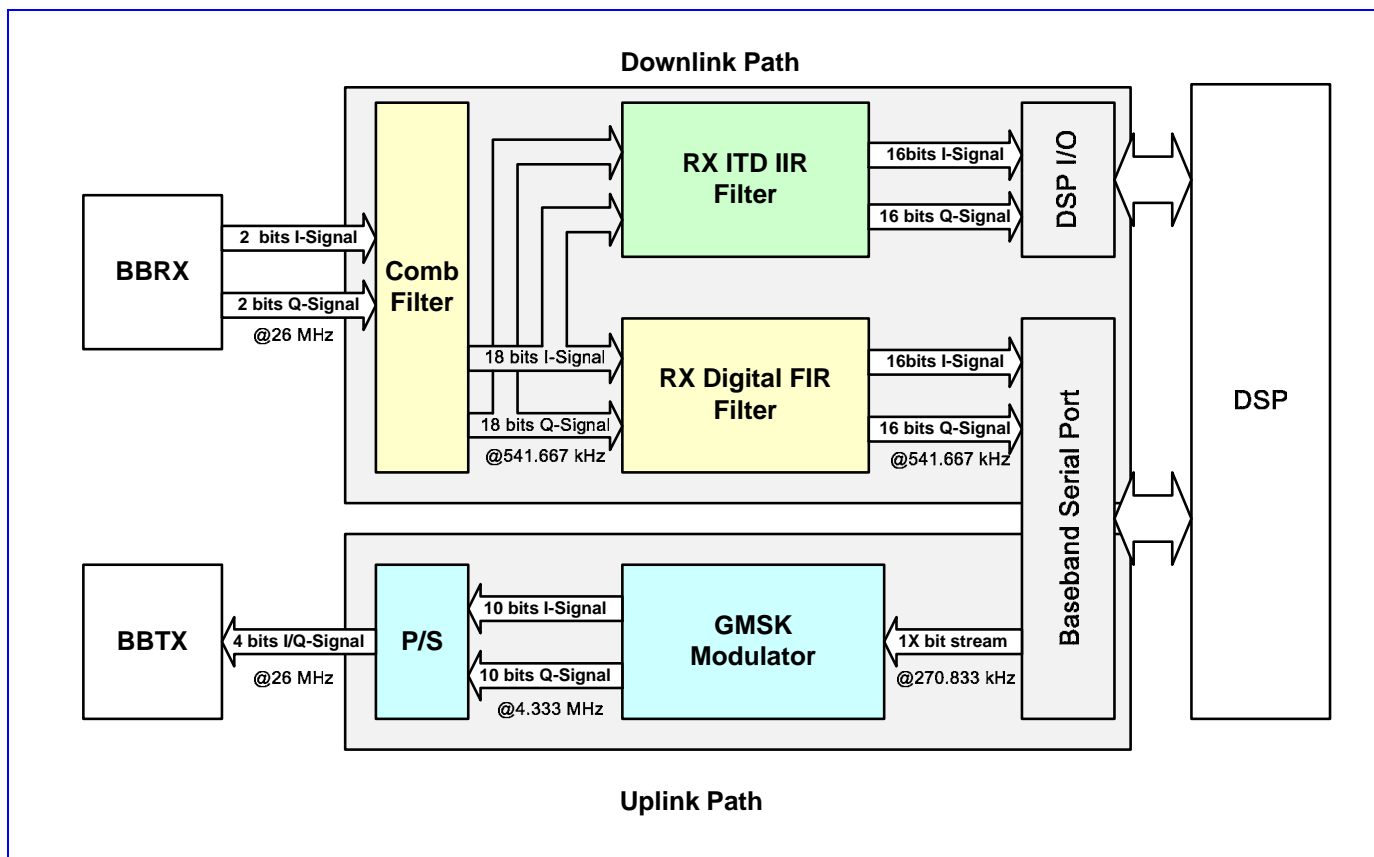 Downlink Path
BBRX
2 bits I-Signal
2 bits Q-Signal
@26 MHz
Comb
Filter
18 bits I-Signal
18 bits Q-Signal
@541.667 kHz
RX ITD IIR
Filter
16bits I-Signal
16 bits Q-Signal
DSP I/O
RX Digital FIR
Filter
16bits I-Signal
16 bits Q-Signal
@541.667 kHz
Baseband Serial Port
DSP
BBTX
4 bits I/Q-Signal
@26 MHz
P/S
10 bits I-Signal
10 bits Q-Signal
@4.333 MHz
GMSK
Modulator
1X bit stream
@270.833 kHz
Uplink Path